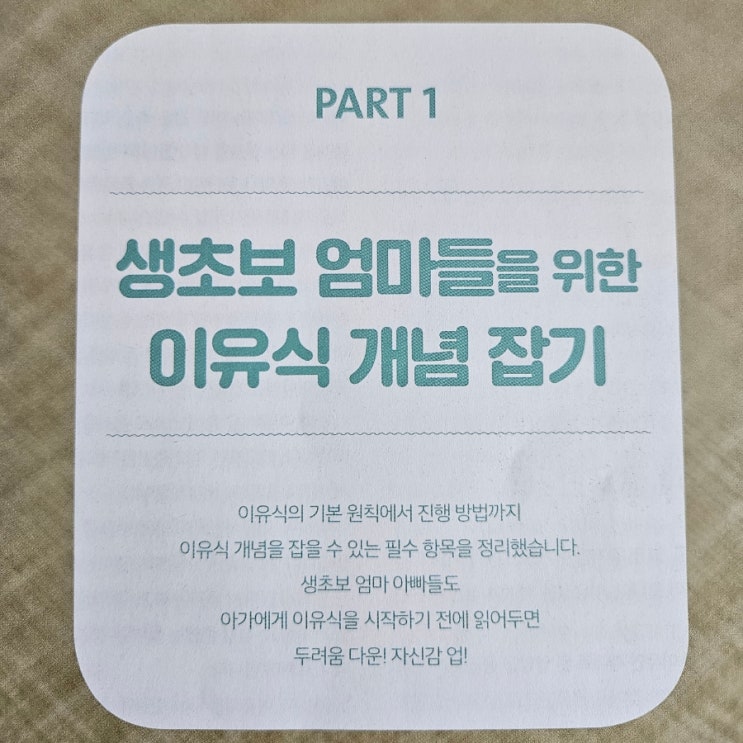 PART 1
생초보 엄마들을 위한
이유식 개념 잡기
이유식의 기본 원칙에서 진행 방법까지
이유식 개념을 잡을 수 있는 필수 항목을 정리했습니다.
생초보 엄마 아빠들도
아가에게 이유식을 시작하기 전에 읽어두면
두려움 다운! 자신감 업!